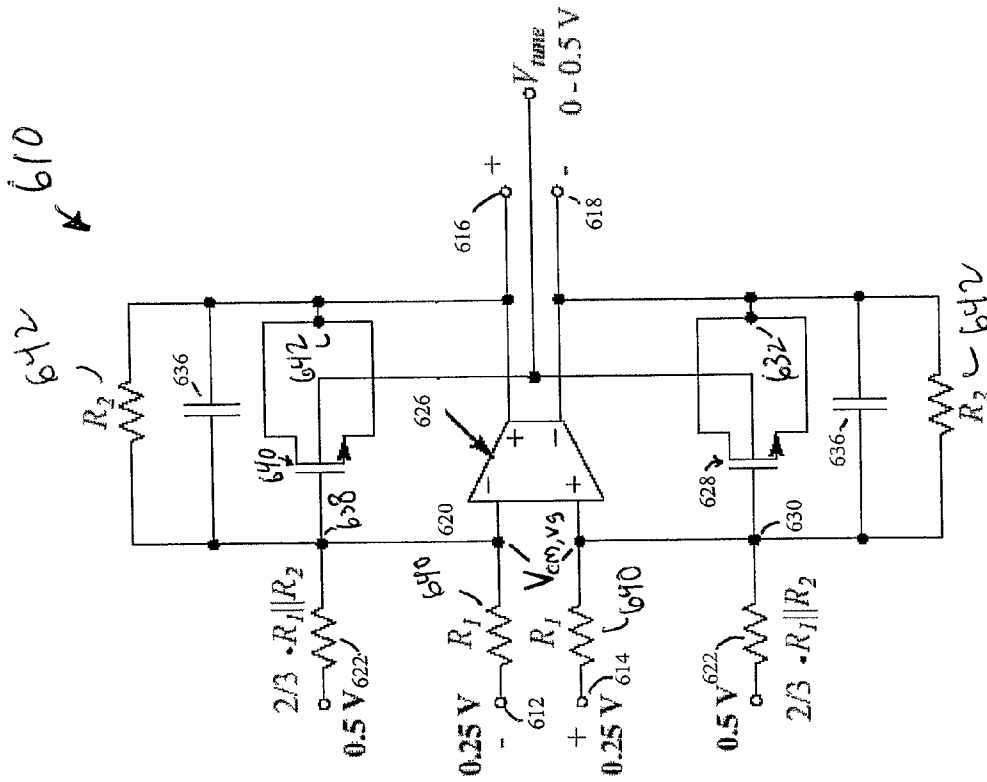 610
642
R2
636
642
640
638
2/3 • R1||R2
622
0.5 V
620
626
616
+
Vtune
0 - 0.5 V
-
618
640
R1
0.25 V
-
612
Vcm,vg
-
+
+
-
R1
640
+
0.25 V
614
0.5 V
622
2/3 • R1||R2
630
628
632
636
R2
642